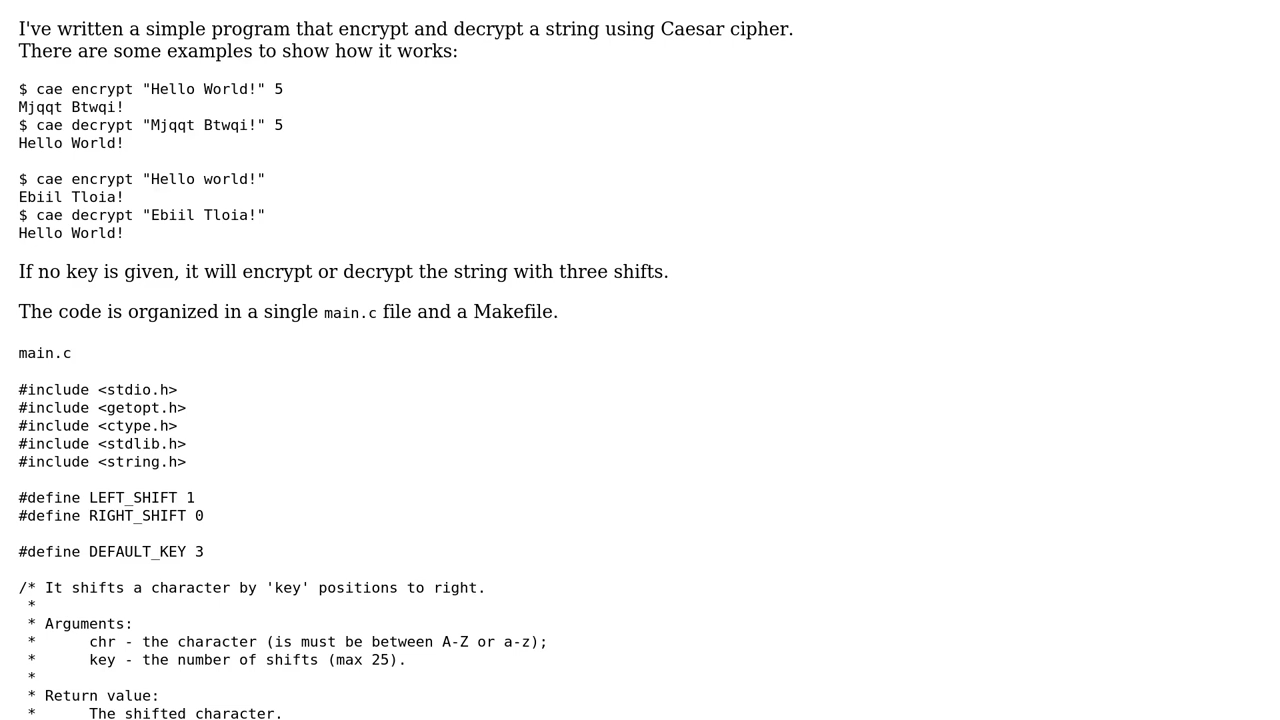 I've written a simple program that encrypt and decrypt a string using Caesar cipher.
There are some examples to show how it works:
$ cae encrypt "Hello World!" 5
Mjqqt Btwqi!
$ cae decrypt "Mjqqt Btwqi!" 5
Hello World!
$ cae encrypt "Hello world!"
Ebiil Tloia!
$ cae decrypt "Ebiil Tloia!"
Hello World!
If no key is given, it will encrypt or decrypt the string with three shifts.
The code is organized in a single main.c file and a Makefile.
main.c
#include <stdio.h>
#include <getopt.h>
#include <ctype.h>
#include <stdlib.h>
#include <string.h>
#define LEFT_SHIFT 1
#define RIGHT_SHIFT 0
#define DEFAULT_KEY 3
/* It shifts a character by 'key' positions to right.
 *
 * Arguments:
 *      chr - the character (is must be between A-Z or a-z);
 *      key - the number of shifts (max 25).
 *
 * Return value:
 *      The shifted character.